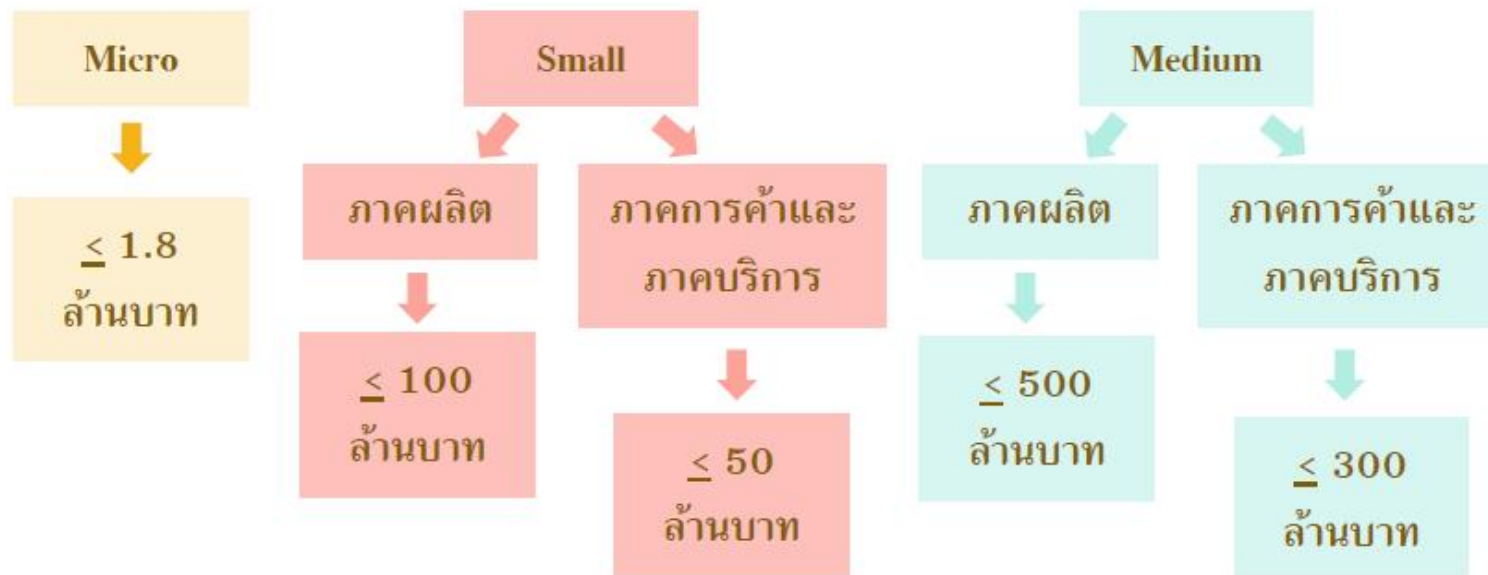 Micro
≤ 1.8
ล้านบาท
Small
ภาคผลิต
≤ 100
ล้านบาท
ภาคการค้าและ
ภาคบริการ
≤ 50
ล้านบาท
Medium
ภาคผลิต
≤ 500
ล้านบาท
ภาคการค้าและ
ภาคบริการ
≤ 300
ล้านบาท